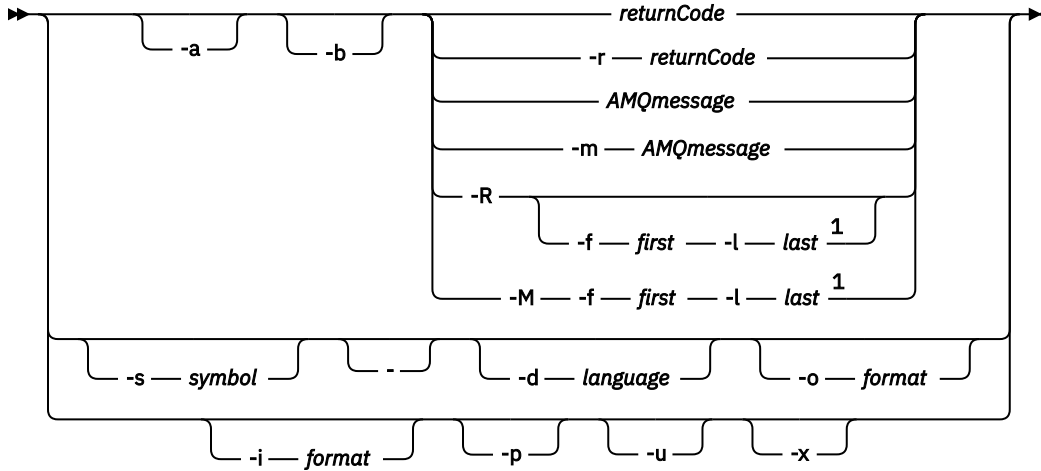 returnCode
-a -b
-r returnCode
AMQmessage
-m AMQmessage
-R
-f first -l last 1
-M -f first -l last 1
-s symbol - -d language -o format
-i format -p -u -x